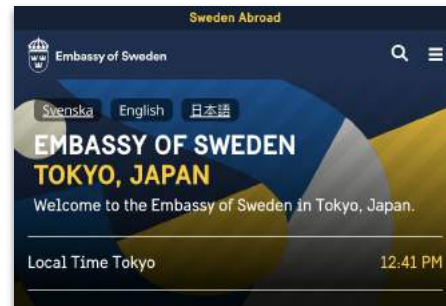 Sweden Abroad
Embassy of Sweden
Svenska English 日本語
EMBASSY OF SWEDEN
TOKYO, JAPAN
Welcome to the Embassy of Sweden in Tokyo, Japan.
Local Time Tokyo 12:41 PM